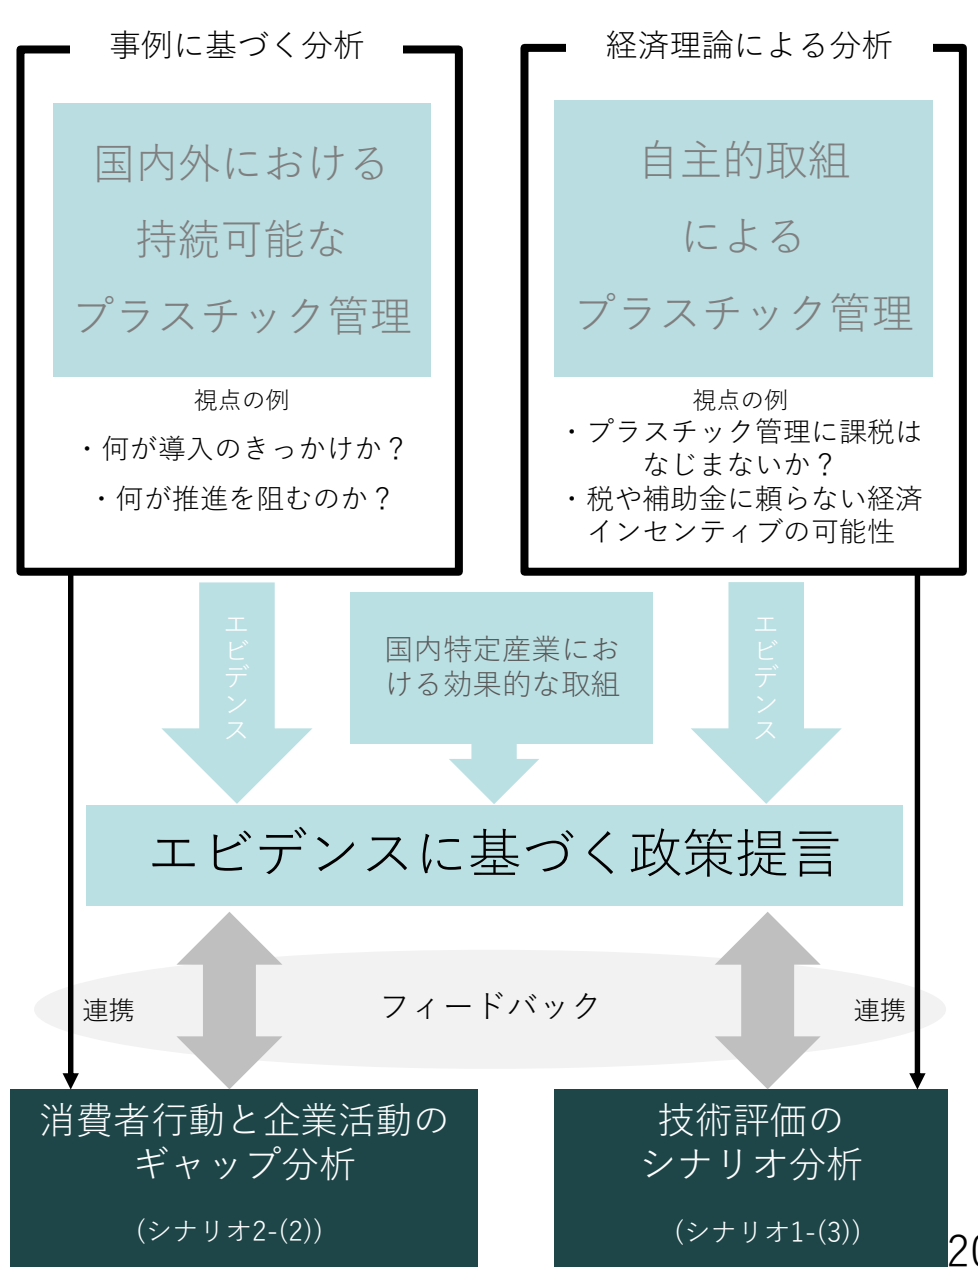 事例に基づく分析
国内外における
持続可能な
プラスチック管理
視点の例
・何が導入のきっかけか？
・何が推進を阻むのか？
経済理論による分析
自主的取組
による
プラスチック管理
視点の例
・プラスチック管理に課税は
なじまないか？
・税や補助金に頼らない経済
インセンティブの可能性
エビデンス
国内特定産業にお
ける効果的な取組
エビデンス
エビデンスに基づく政策提言
連携
フィードバック
連携
消費者行動と企業活動の
ギャップ分析
(シナリオ2-(2))
技術評価の
シナリオ分析
(シナリオ1-(3))